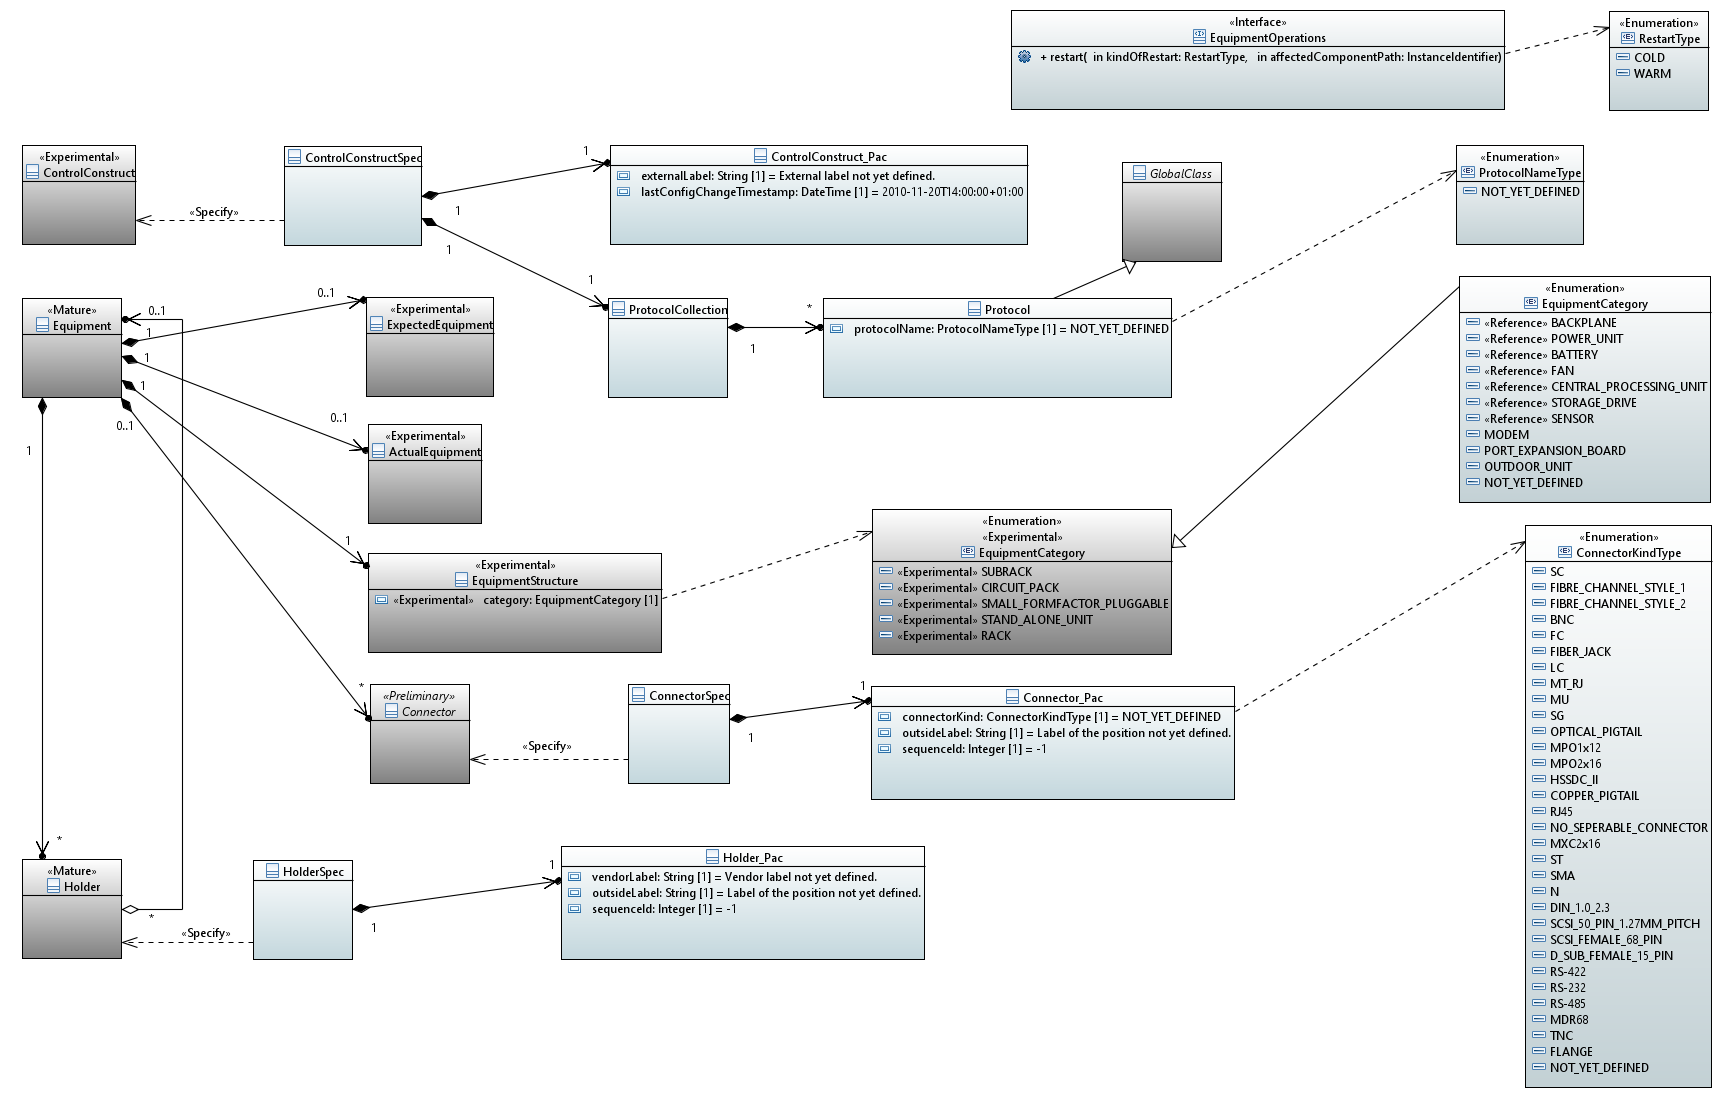 «Interface»
EquipmentOperations
+ restart(  in kindOfRestart: RestartType,   in affectedComponentPath: InstanceIdentifier)
«Enumeration»
RestartType
COLD
WARM
«Experimental»
ControlConstruct
«Specify»
ControlConstructSpec
1
1
1
1
ControlConstruct_Pac
externalLabel: String [1] = External label not yet defined.
lastConfigChangeTimestamp: DateTime [1] = 2010-11-20T14:00:00+01:00
GlobalClass
«Enumeration»
ProtocolNameType
NOT_YET_DEFINED
«Mature»
Equipment
0..1
1
1
1
0..1
1
0..1
«Experimental»
ExpectedEquipment
0..1
«Experimental»
ActualEquipment
ProtocolCollection
1
*
Protocol
protocolName: ProtocolNameType [1] = NOT_YET_DEFINED
«Enumeration»
EquipmentCategory
«Reference» BACKPLANE
«Reference» POWER_UNIT
«Reference» BATTERY
«Reference» FAN
«Reference» CENTRAL_PROCESSING_UNIT
«Reference» STORAGE_DRIVE
«Reference» SENSOR
MODEM
PORT_EXPANSION_BOARD
OUTDOOR_UNIT
NOT_YET_DEFINED
1
«Experimental»
EquipmentStructure
«Experimental»   category: EquipmentCategory [1]
«Enumeration»
«Experimental»
EquipmentCategory
«Experimental» SUBRACK
«Experimental» CIRCUIT_PACK
«Experimental» SMALL_FORMFACTOR_PLUGGABLE
«Experimental» STAND_ALONE_UNIT
«Experimental» RACK
*
«Preliminary»
Connector
«Specify»
ConnectorSpec
1
1
Connector_Pac
connectorKind: ConnectorKindType [1] = NOT_YET_DEFINED
outsideLabel: String [1] = Label of the position not yet defined.
sequenceId: Integer [1] = -1
«Enumeration»
ConnectorKindType
SC
FIBRE_CHANNEL_STYLE_1
FIBRE_CHANNEL_STYLE_2
BNC
FC
FIBER_JACK
LC
MT_RJ
MU
SG
OPTICAL_PIGTAIL
MPO1x12
MPO2x16
HSSDC_II
COPPER_PIGTAIL
RJ45
NO_SEPERABLE_CONNECTOR
MXC2x16
ST
SMA
N
DIN_1.0_2.3
SCSI_50_PIN_1.27MM_PITCH
SCSI_FEMALE_68_PIN
D_SUB_FEMALE_15_PIN
RS-422
RS-232
RS-485
MDR68
TNC
FLANGE
NOT_YET_DEFINED
*
«Mature»
Holder
*
«Specify»
HolderSpec
1
1
Holder_Pac
vendorLabel: String [1] = Vendor label not yet defined.
outsideLabel: String [1] = Label of the position not yet defined.
sequenceId: Integer [1] = -1